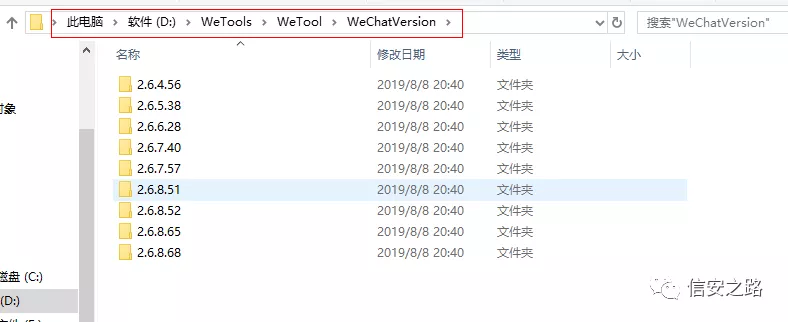 此电脑 > 软件 (D:) > WeTools > WeTool > WeChatVersion >
搜索"WeChatVersion"
名称 修改日期 类型 大小
2.6.4.56 2019/8/8 20:40 文件夹
2.6.5.38 2019/8/8 20:40 文件夹
对象
2.6.6.28 2019/8/8 20:40 文件夹
2.6.7.40 2019/8/8 20:40 文件夹
2.6.7.57 2019/8/8 20:40 文件夹
2.6.8.51 2019/8/8 20:40 文件夹
2.6.8.52 2019/8/8 20:40 文件夹
2.6.8.65 2019/8/8 20:40 文件夹
2.6.8.68 2019/8/8 20:40 文件夹
磁盘 (C:)
(D:)
信安之路